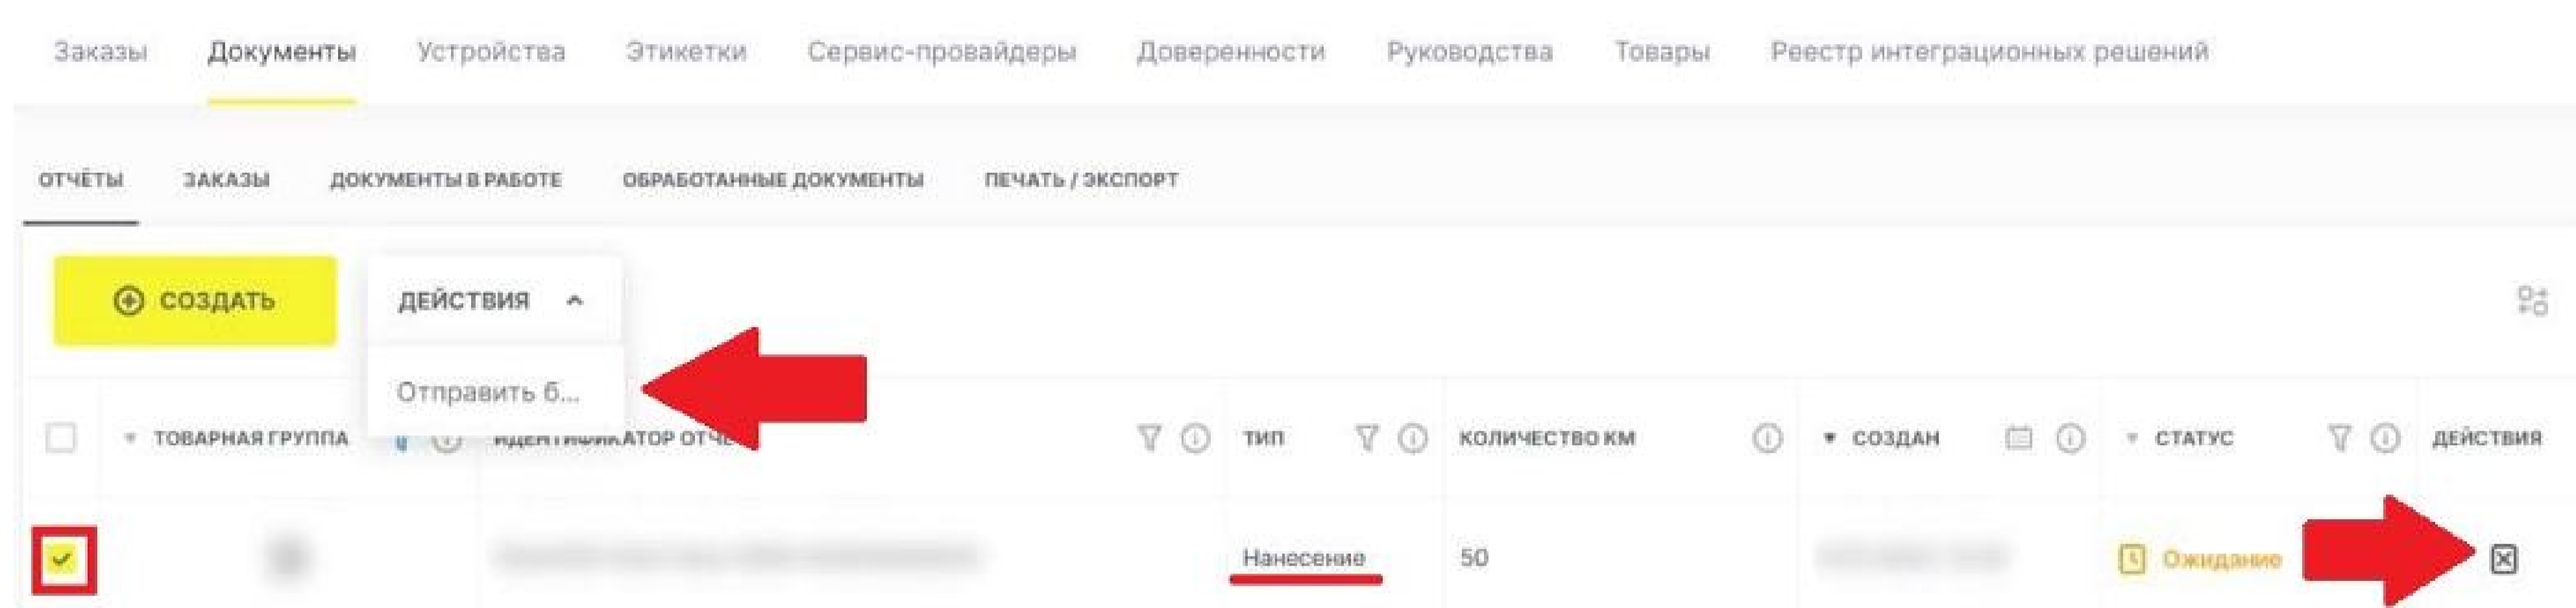 Заказы Документы Устройства Этикетки Сервис-провайдеры Доверенности Руководства Товары Реестр интеграционных решений
ОТЧЁТЫ ЗАКАЗЫ ДОКУМЕНТЫ В РАБОТЕ ОБРАБОТАННЫЕ ДОКУМЕНТЫ ПЕЧАТЬ / ЭКСПОРТ
СОЗДАТЬ ДЕЙСТВИЯ
Отправить б...
ТОВАРНАЯ ГРУППА ИДЕНТИФИКАТОР ТИП КОЛИЧЕСТВО КМ СОЗДАН СТАТУС ДЕЙСТВИЯ
Нанесение 50 Ожидание